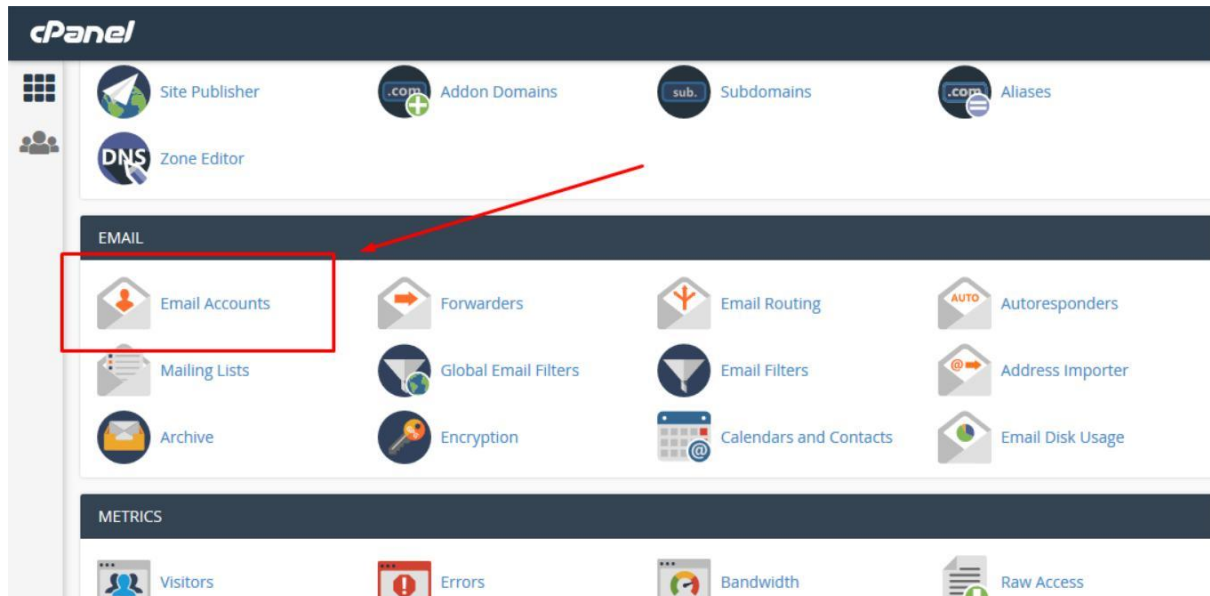 cPanel
Site Publisher
Addon Domains
Subdomains
Aliases
.com
sub.
.com
DNS
Zone Editor
EMAIL
Email Accounts
Forwarders
Email Routing
AUTO
Autoresponders
Mailing Lists
Global Email Filters
Email Filters
@
Address Importer
Archive
Encryption
@
Calendars and Contacts
Email Disk Usage
METRICS
Visitors
Errors
Bandwidth
Raw Access